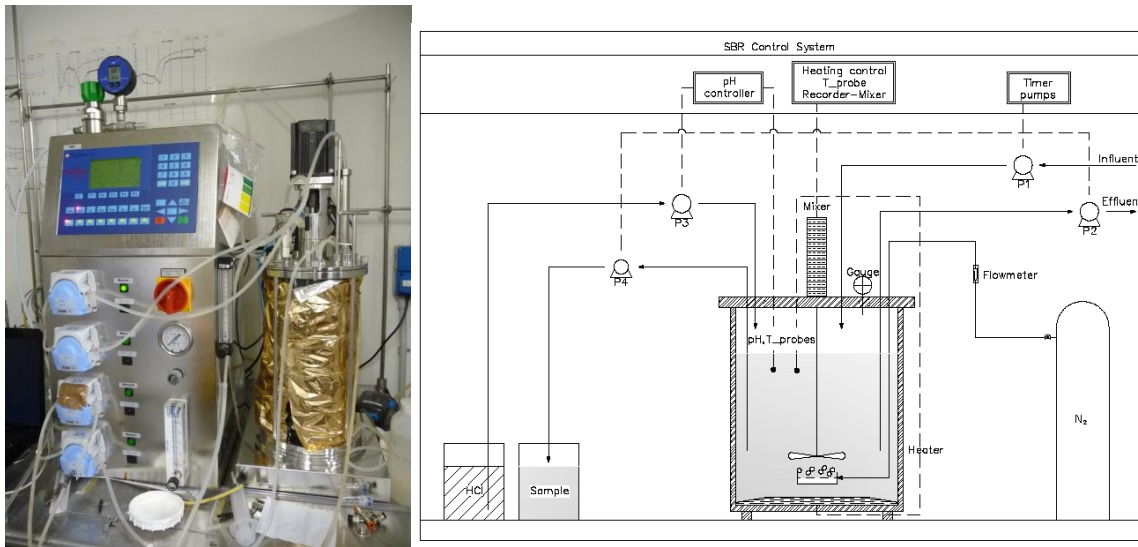 SBR Control System
pH
controller
Heating control
T_probe
Recorder-Mixer
Timer
pumps
Influent
P1
Effluent
P2
P3
Mixer
P4
Gauge
Flowmeter
pH,T_probes
N₂
Heater
HCl
Sample